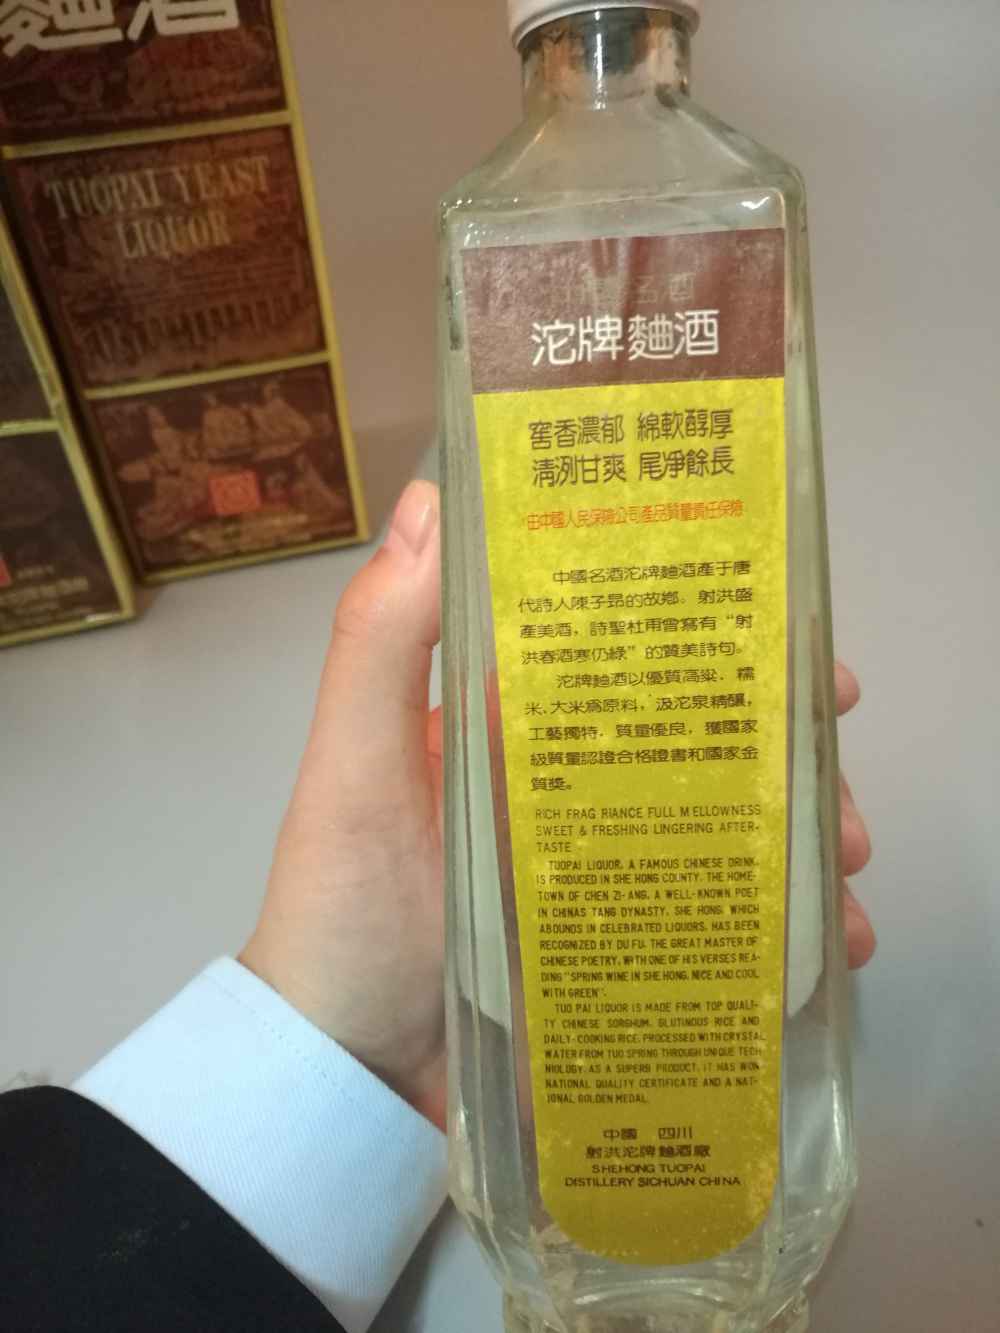 麯酒
TUOPAI YEAST
LIQUOR
名酒
沱牌麯酒
窖香濃郁 綿軟醇厚
清洌甘爽 尾凈餘長
由中國人民保險公司產品質量責任保險
中國名酒沱牌麯酒產于唐
代詩人陳子昂的故鄉。射洪盛
產美酒，詩聖杜甫曾寫有“射
洪春酒寒仍綠”的贊美詩句。
沱牌麯酒以優質高粱．糯
米、大米爲原料，汲沱泉精釀，
工藝獨特．質量優良，獲國家
級質量認證合格證書和國家金
質獎。
RICH FRAG RIANCE FULL M ELLOWNESS
SWEET & FRESHING LINGERING AFTER-
TASTE
TUOPAI LIQUOR. A FAMOUS CHINESE DRINK.
IS PRODUCED IN SHE HONG COUNTY. THE HOME-
TOWN OF CHEN ZI-ANG. A WELL-KNOWN POET
IN CHINAS TANG DYNASTY. SHE HONG. WHICH
ABOUNDS IN CELEBRATED LIQUORS. HAS BEEN
RECOGNIZED BY DU FU. THE GREAT MASTER OF
CHINESE POETRY. WITH ONE OF HIS VERSES REA-
DING "SPRING WINE IN SHE HONG. NICE AND COOL
WITH GREEN".
TUO PAI LIQUOR IS MADE FROM TOP QUALI-
TY CHINESE SORGHUM. GLUTINOUS RICE AND
DAILY-COOKING RICE. PROCESSED WITH CRYSTAL
WATER FROM TUO SPRING THROUGH UNIQUE TECH
NIOLOGY. AS A SUPERB PRODUCT. IT HAS WON
NATIONAL QUALITY CERTIFICATE AND A NAT-
IONAL GOLDEN MEDAL.
中國 四川
射洪沱牌麯酒廠
SHEHONG TUOPAI
DISTILLERY SICHUAN CHINA